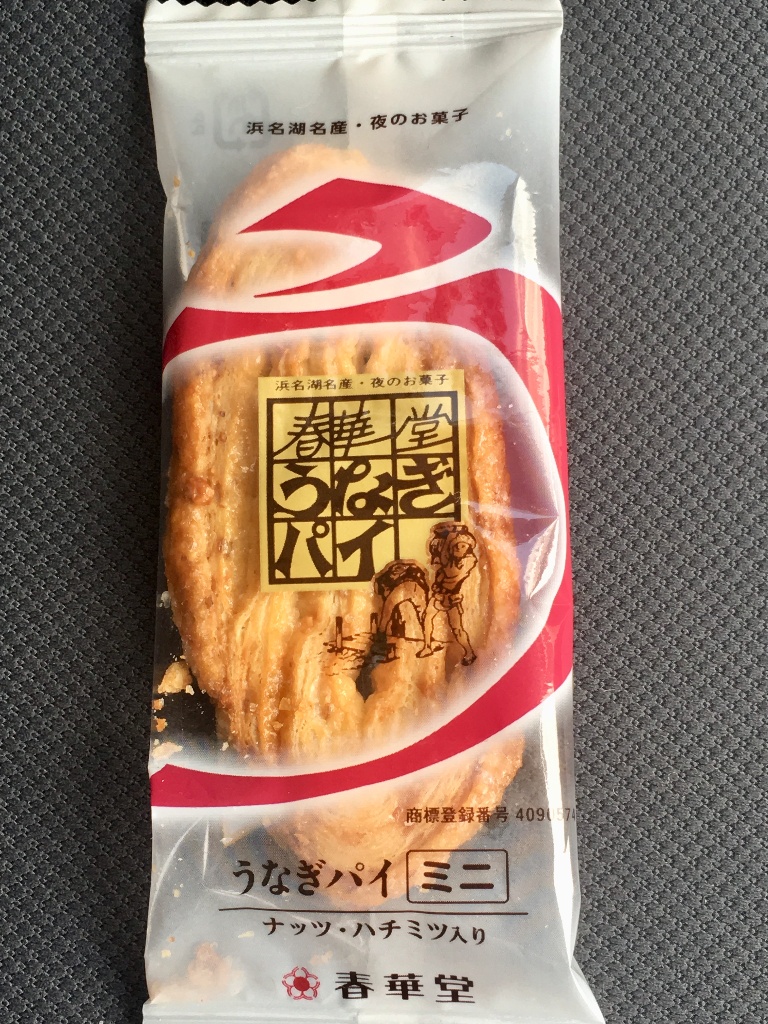 浜名湖名産・夜のお菓子
浜名湖名産・夜のお菓子
春華堂
うなぎ
パイ
商標登録番号 409
うなぎパイ ミニ
ナッツ・ハチミツ入り
春華堂